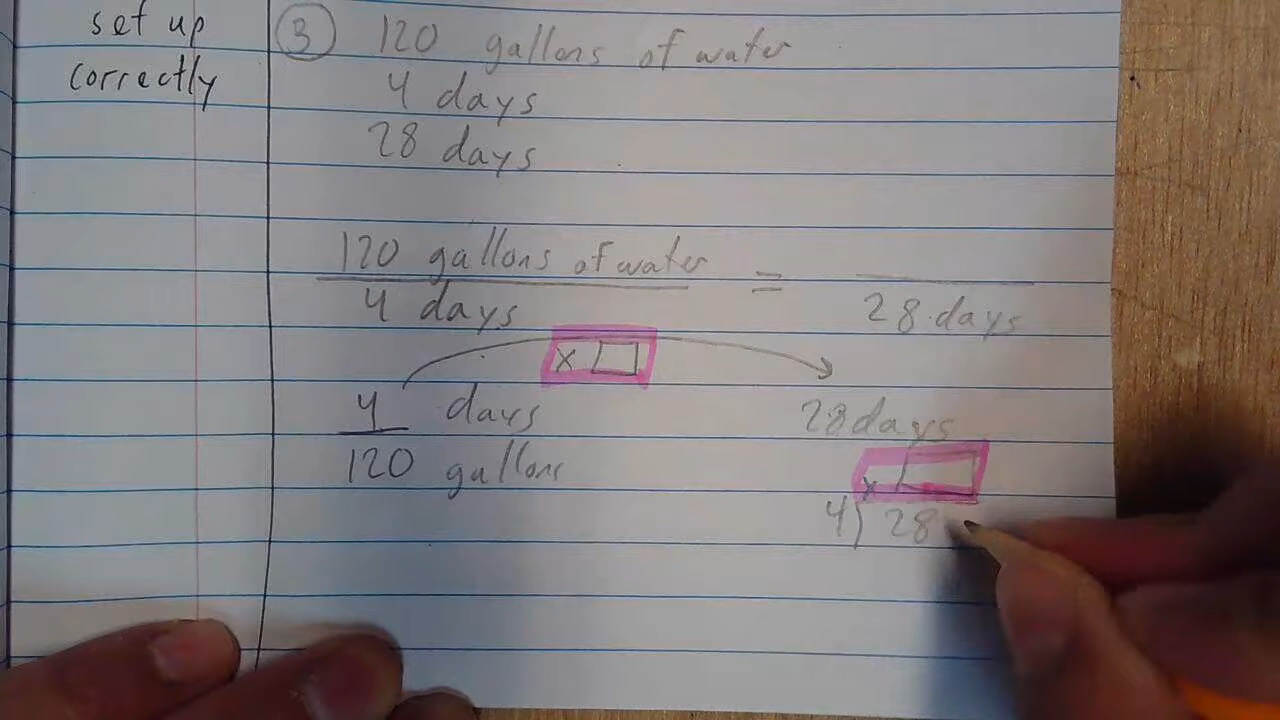 set up
correctly
3 120 gallons of water
4 days
28 days
120 gallons of water
4 days
=
28 days
x
4 days
120 gallons
28 days
x
4) 28